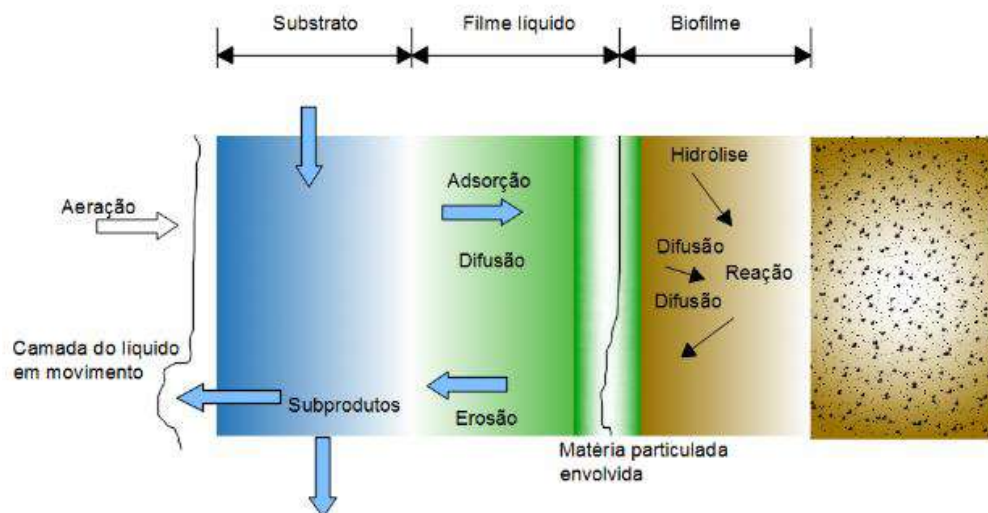 Substrato
Filme líquido
Biofilme
Hidrólise
Adsorção
Aeração
Difusão
Difusão
Reação
Difusão
Camada do líquido
em movimento
Subprodutos
Erosão
Matéria particulada
envolvida